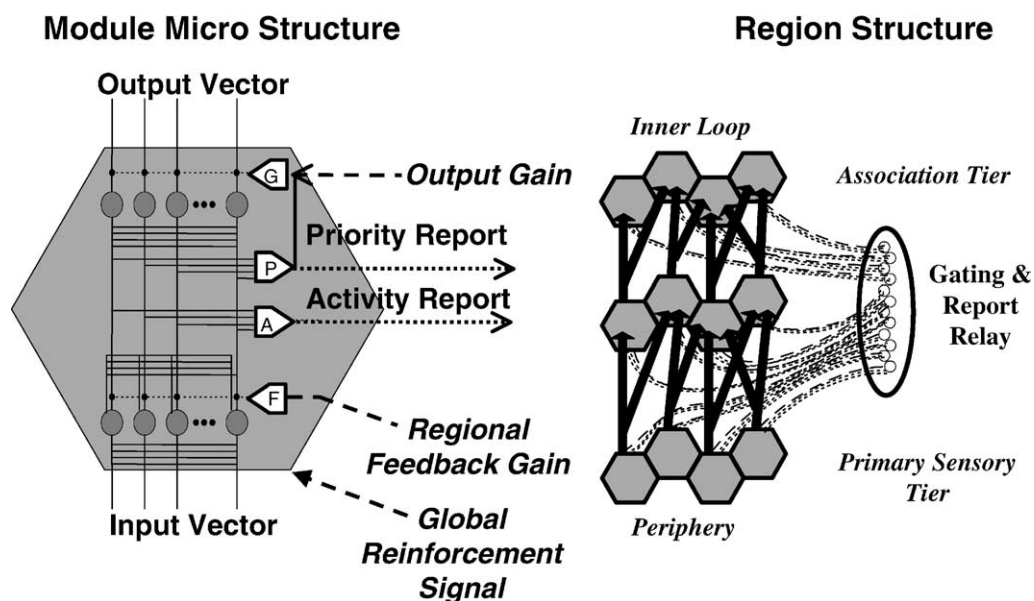 Module Micro Structure
Output Vector
G
Output Gain
Priority Report
P
Activity Report
A
F
Regional
Feedback Gain
Input Vector
Global
Reinforcement
Signal
Region Structure
Inner Loop
Association Tier
Gating &
Report
Relay
Primary Sensory
Tier
Periphery